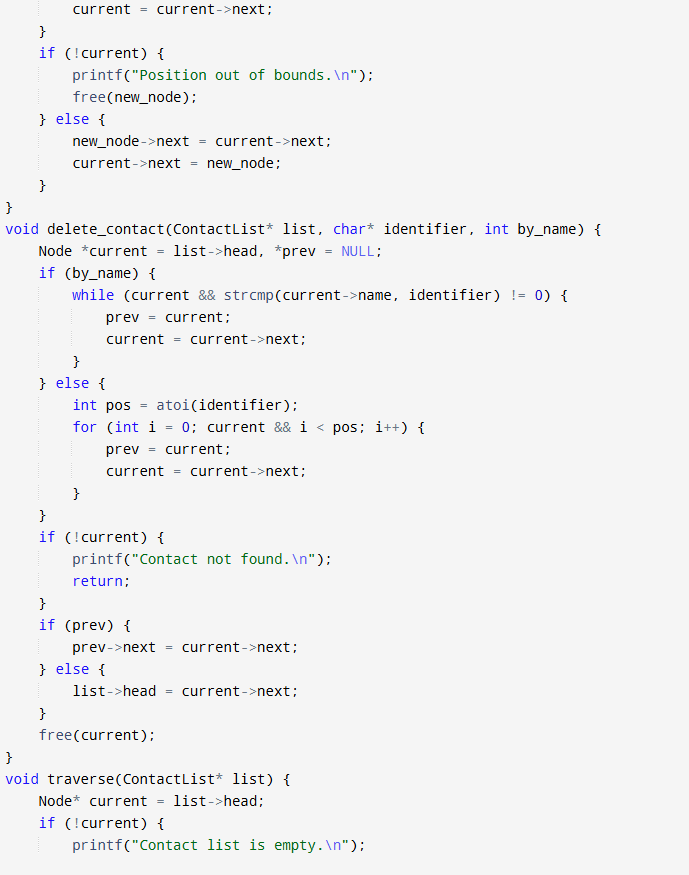 current = current->next;
    }
    if (!current) {
        printf("Position out of bounds.\n");
        free(new_node);
    } else {
        new_node->next = current->next;
        current->next = new_node;
    }
}
void delete_contact(ContactList* list, char* identifier, int by_name) {
    Node *current = list->head, *prev = NULL;
    if (by_name) {
        while (current && strcmp(current->name, identifier) != 0) {
            prev = current;
            current = current->next;
        }
    } else {
        int pos = atoi(identifier);
        for (int i = 0; current && i < pos; i++) {
            prev = current;
            current = current->next;
        }
    }
    if (!current) {
        printf("Contact not found.\n");
        return;
    }
    if (prev) {
        prev->next = current->next;
    } else {
        list->head = current->next;
    }
    free(current);
}
void traverse(ContactList* list) {
    Node* current = list->head;
    if (!current) {
        printf("Contact list is empty.\n");